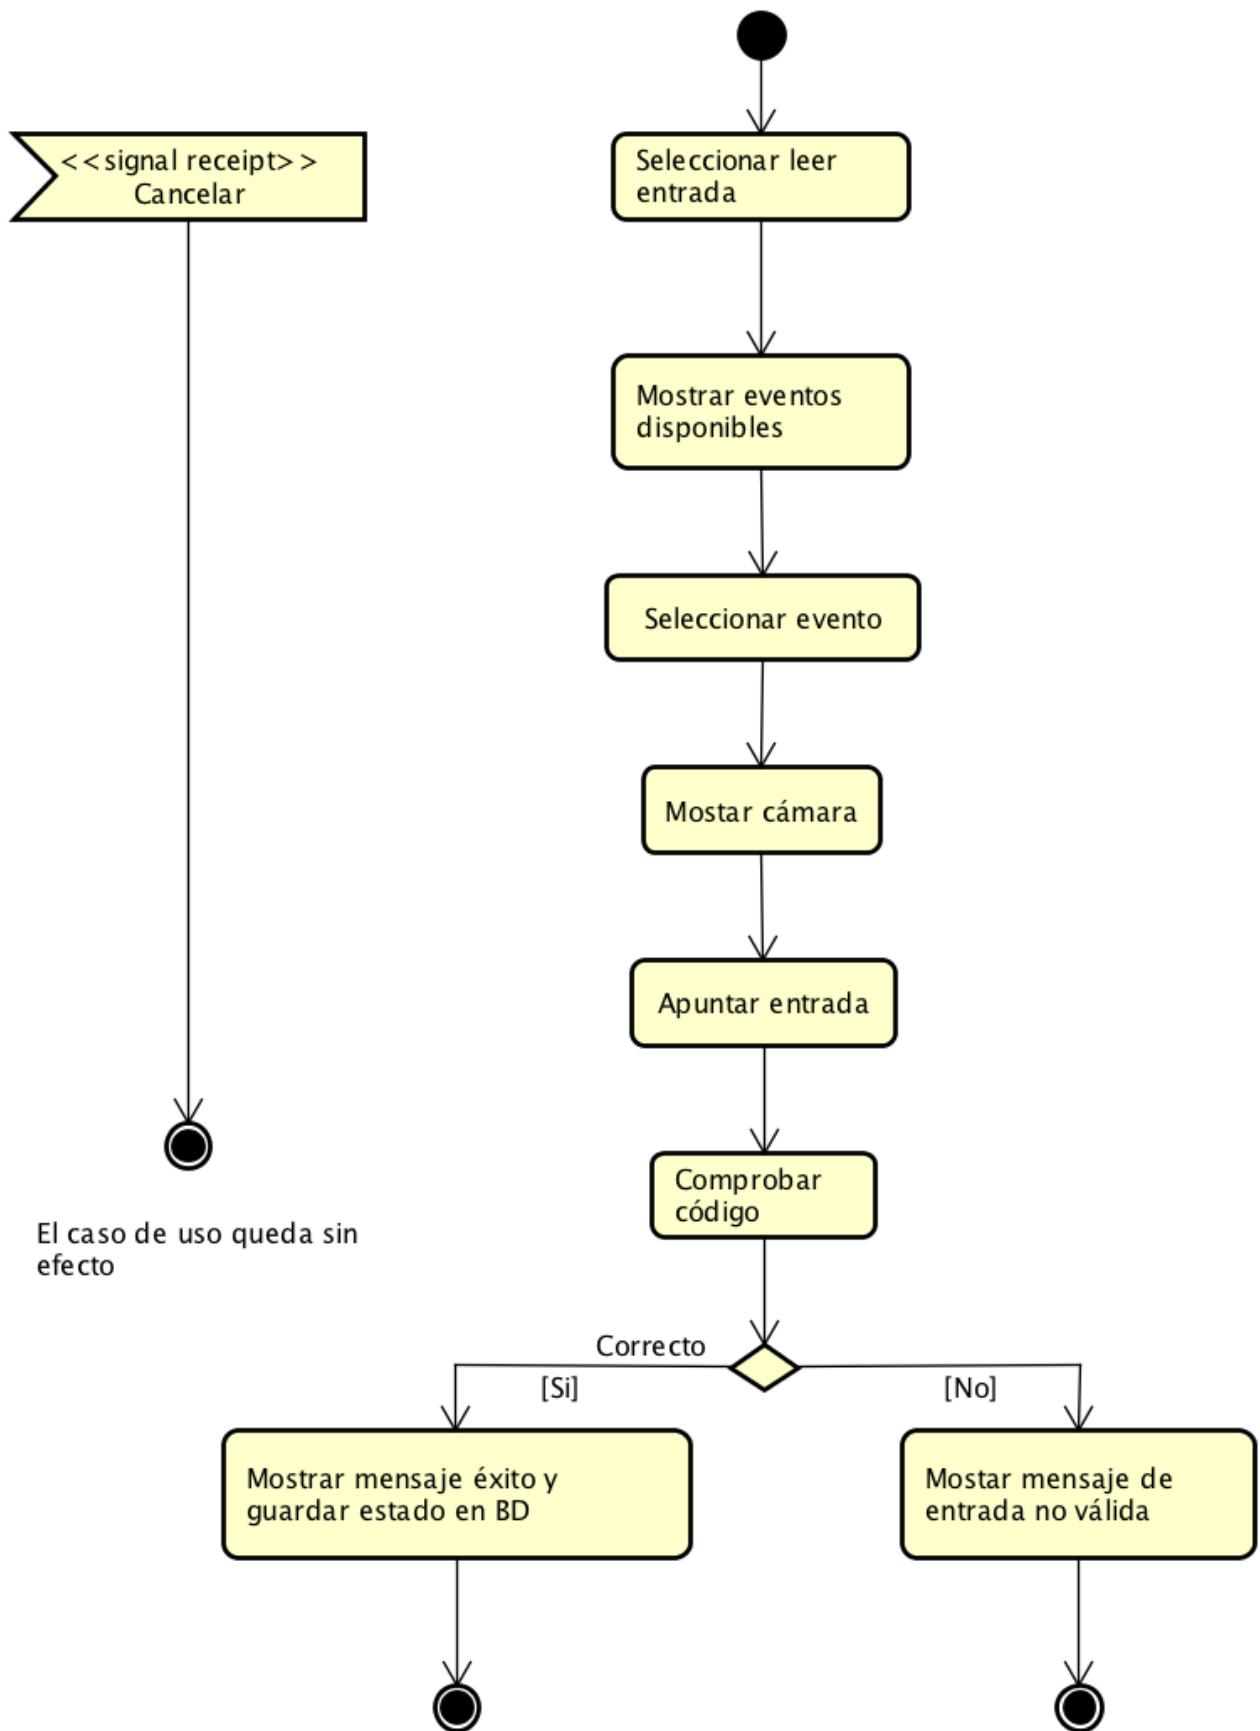 <<signal receipt>>
Cancelar
Seleccionar leer
entrada
Mostrar eventos
disponibles
Seleccionar evento
Mostar cámara
Apuntar entrada
Comprobar
código
El caso de uso queda sin
efecto
Correcto
[Si]
[No]
Mostrar mensaje éxito y
guardar estado en BD
Mostar mensaje de
entrada no válida